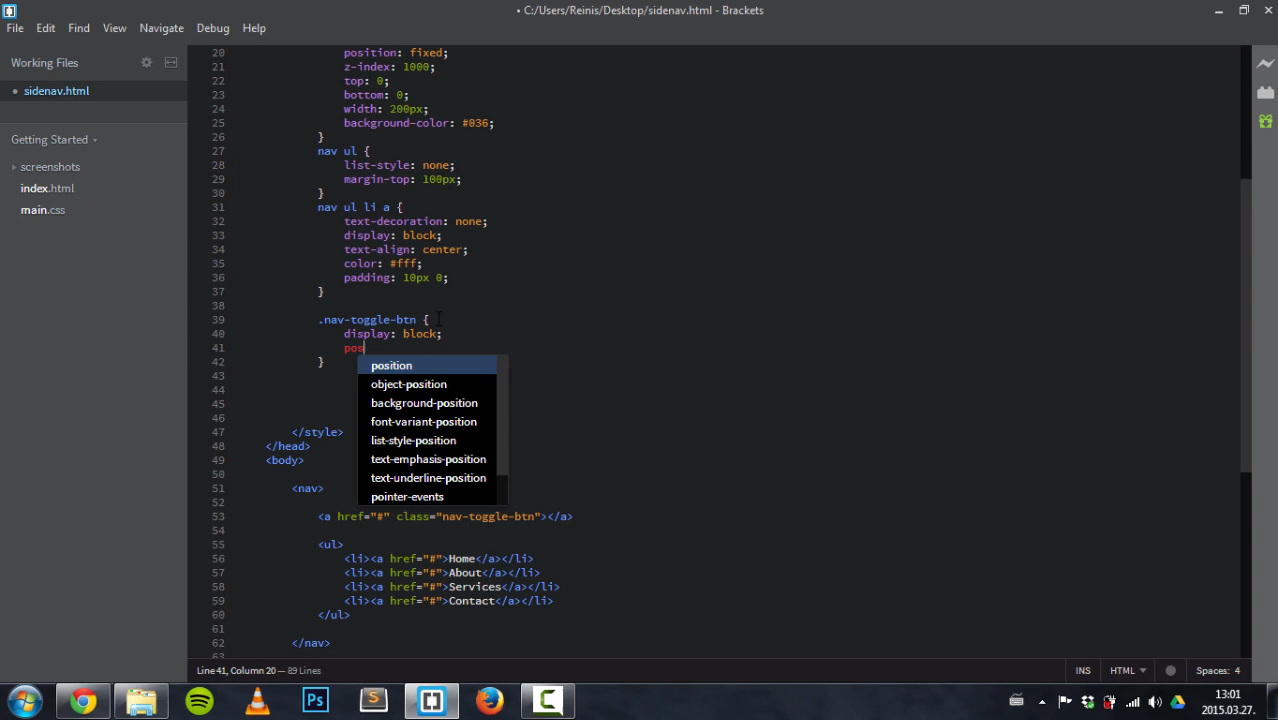 • C:/Users/Reinis/Desktop/sidenav.html - Brackets
File Edit Find View Navigate Debug Help
Working Files
• sidenav.html
Getting Started
screenshots
index.html
main.css
20 position: fixed;
21 z-index: 1000;
22 top: 0;
23 bottom: 0;
24 width: 200px;
25 background-color: #036;
26 }
27 nav ul {
28 list-style: none;
29 margin-top: 100px;
30 }
31 nav ul li a {
32 text-decoration: none;
33 display: block;
34 text-align: center;
35 color: #fff;
36 padding: 10px 0;
37 }
38
39 .nav-toggle-btn {
40 display: block;
41 pos
42 }
position
object-position
background-position
font-variant-position
list-style-position
text-emphasis-position
text-underline-position
pointer-events
43
44
45
46
47 </style>
48 </head>
49 <body>
50
51 <nav>
52
53 <a href="#" class="nav-toggle-btn"></a>
54
55 <ul>
56 <li><a href="#">Home</a></li>
57 <li><a href="#">About</a></li>
58 <li><a href="#">Services</a></li>
59 <li><a href="#">Contact</a></li>
60 </ul>
61
62 </nav>
63
Line 41, Column 20 — 89 Lines
INS HTML Spaces: 4
Ps S C
13:01
2015.03.27.